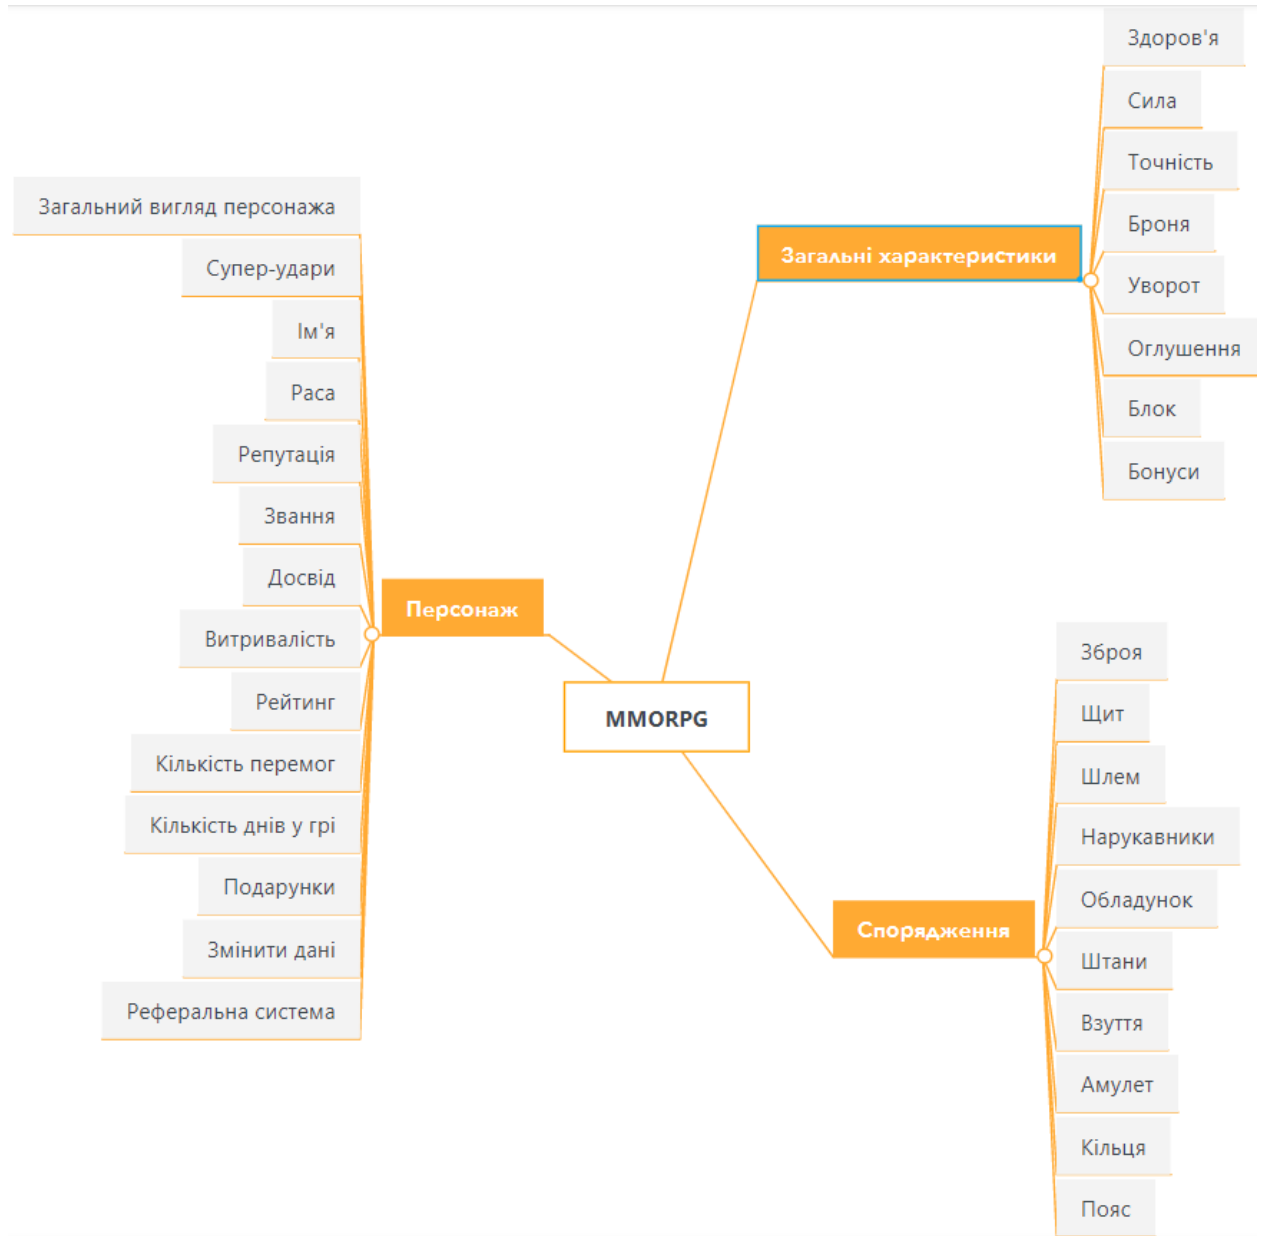 Загальний вигляд персонажа
Супер-удари
Ім'я
Раса
Репутація
Звання
Досвід
Витривалість
Рейтинг
Кількість перемог
Кількість днів у грі
Подарунки
Змінити дані
Реферальна система
Персонаж
MMORPG
Загальні характеристики
Здоров'я
Сила
Точність
Броня
Уворот
Оглушення
Блок
Бонуси
Спорядження
Зброя
Щит
Шлем
Нарукавники
Обладунок
Штани
Взуття
Амулет
Кільця
Пояс